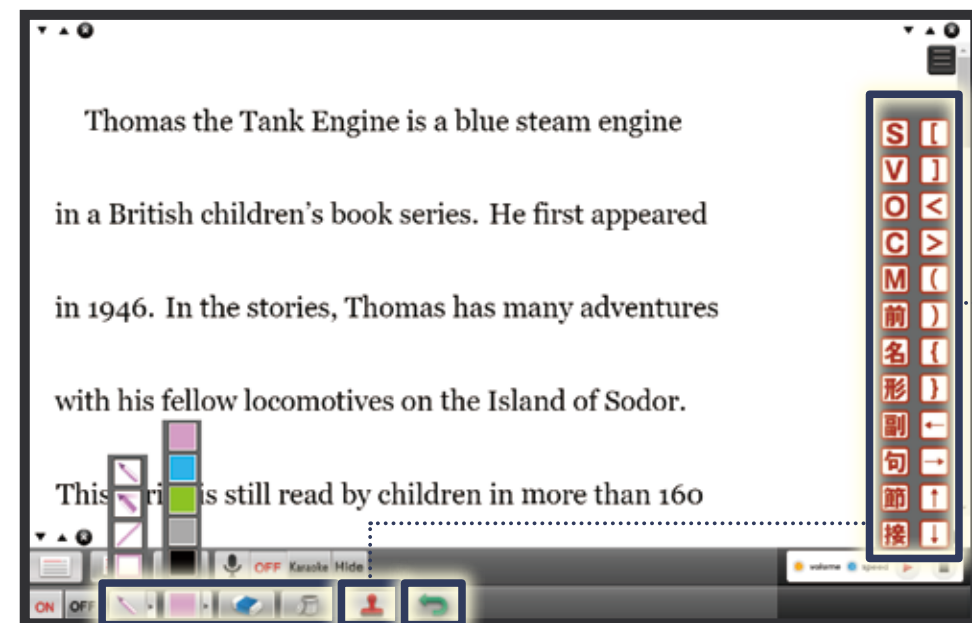 Thomas the Tank Engine is a blue steam engine
in a British children's book series. He first appeared
in 1946. In the stories, Thomas has many adventures
with his fellow locomotives on the Island of Sodor.
This is still read by children in more than 160
S [
V ]
O <
C >
M (
前 )
名 {
形 }
副 ←
句 →
節 ↑
接 ↓
OFF Karaoke Hide
volume speed
ON OFF